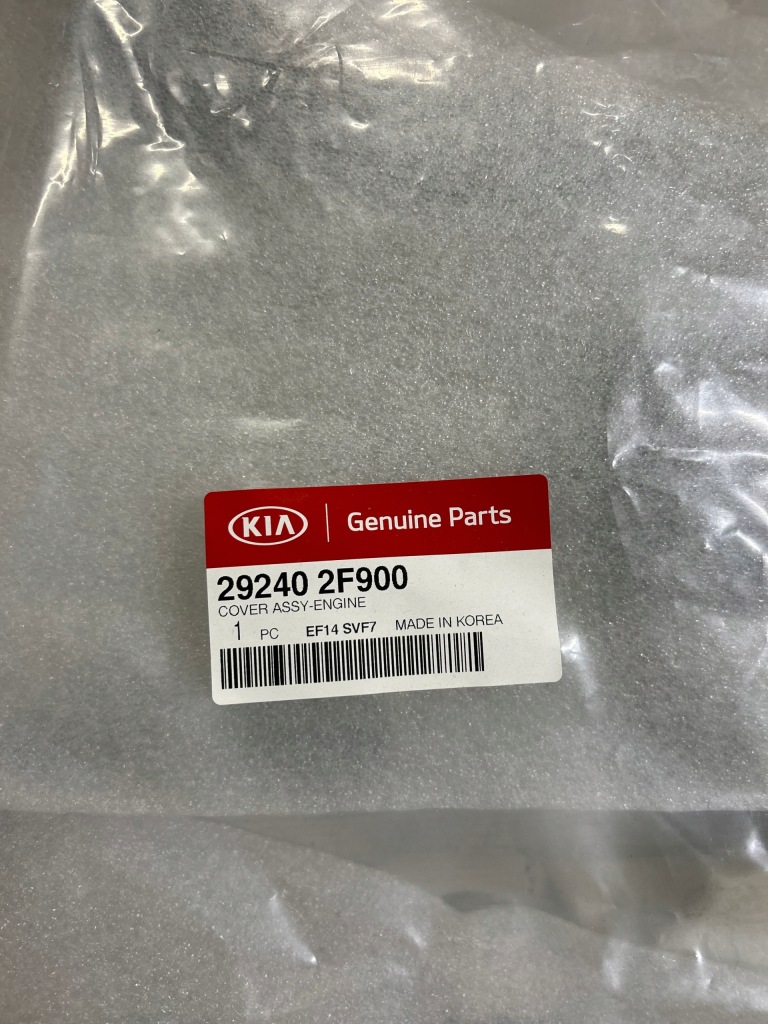 KIA Genuine Parts
29240 2F900
COVER ASSY-ENGINE
1 PC EF14 SVF7 MADE IN KOREA